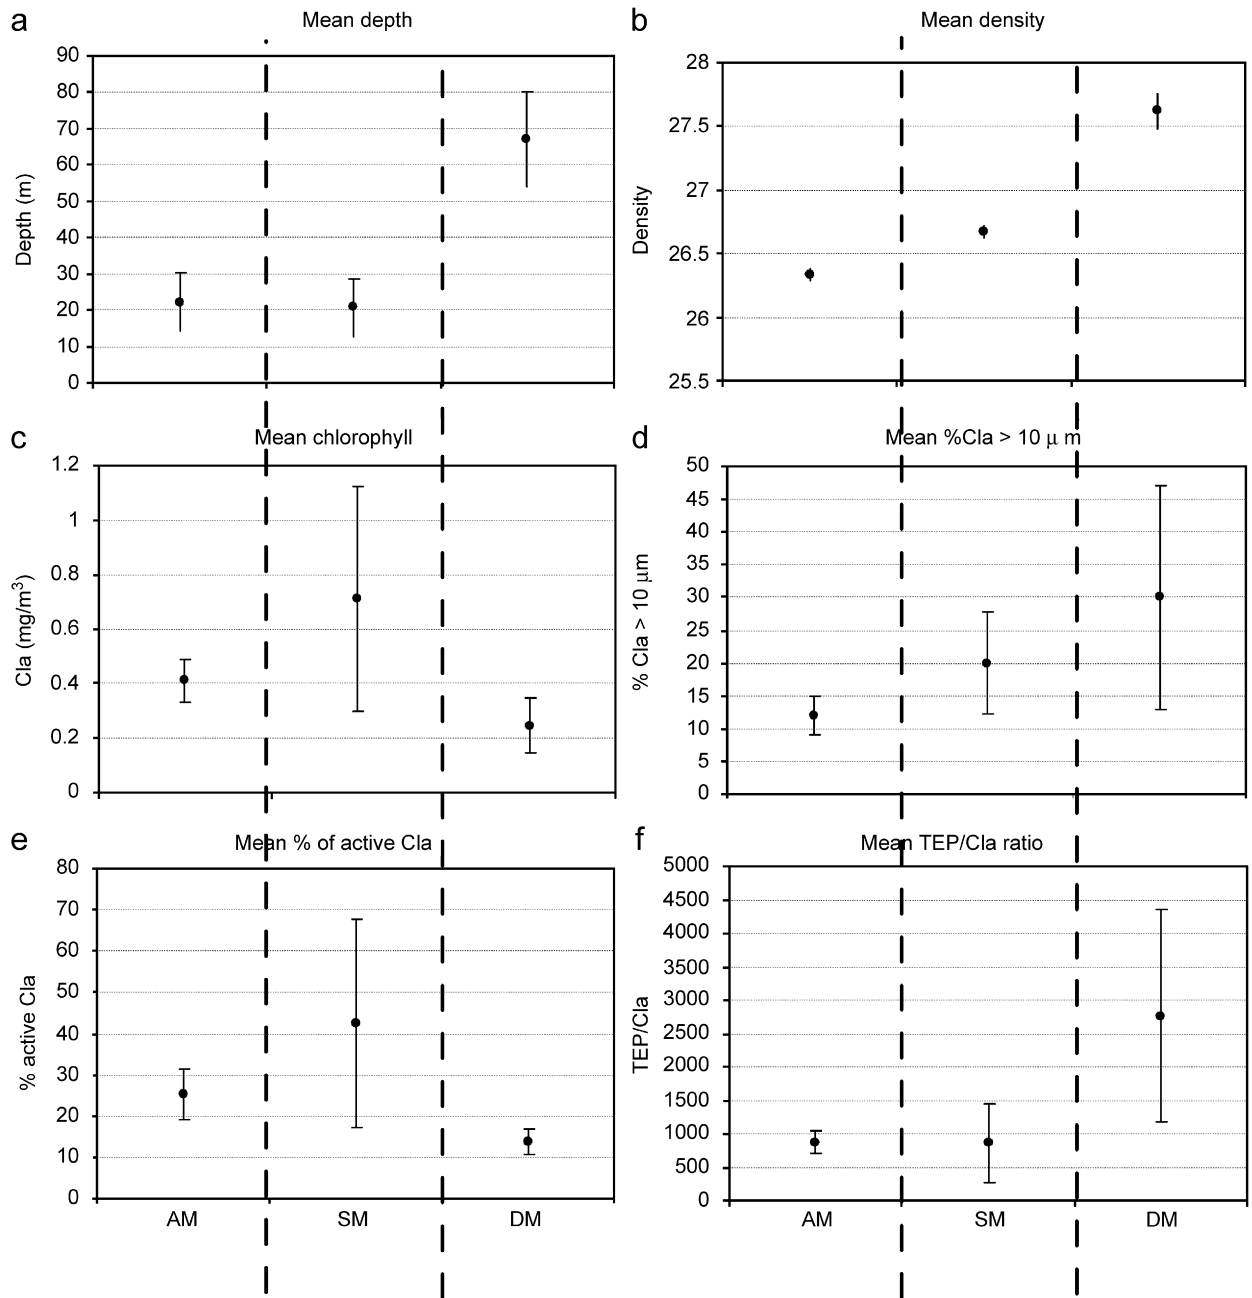 a
Mean depth
90
80
70
60
50
40
30
20
10
0
Depth (m)
b
Mean density
28
27.5
27
26.5
26
25.5
Density
c
Mean chlorophyll
1.2
1
0.8
0.6
0.4
0.2
0
Cla (mg/m³)
d
Mean %Cla > 10 μ m
50
45
40
35
30
25
20
15
10
5
0
% Cla > 10 μm
e
Mean % of active Cla
80
70
60
50
40
30
20
10
0
% active Cla
AM SM DM
f
Mean TEP/Cla ratio
5000
4500
4000
3500
3000
2500
2000
1500
1000
500
0
TEP/Cla
AM SM DM